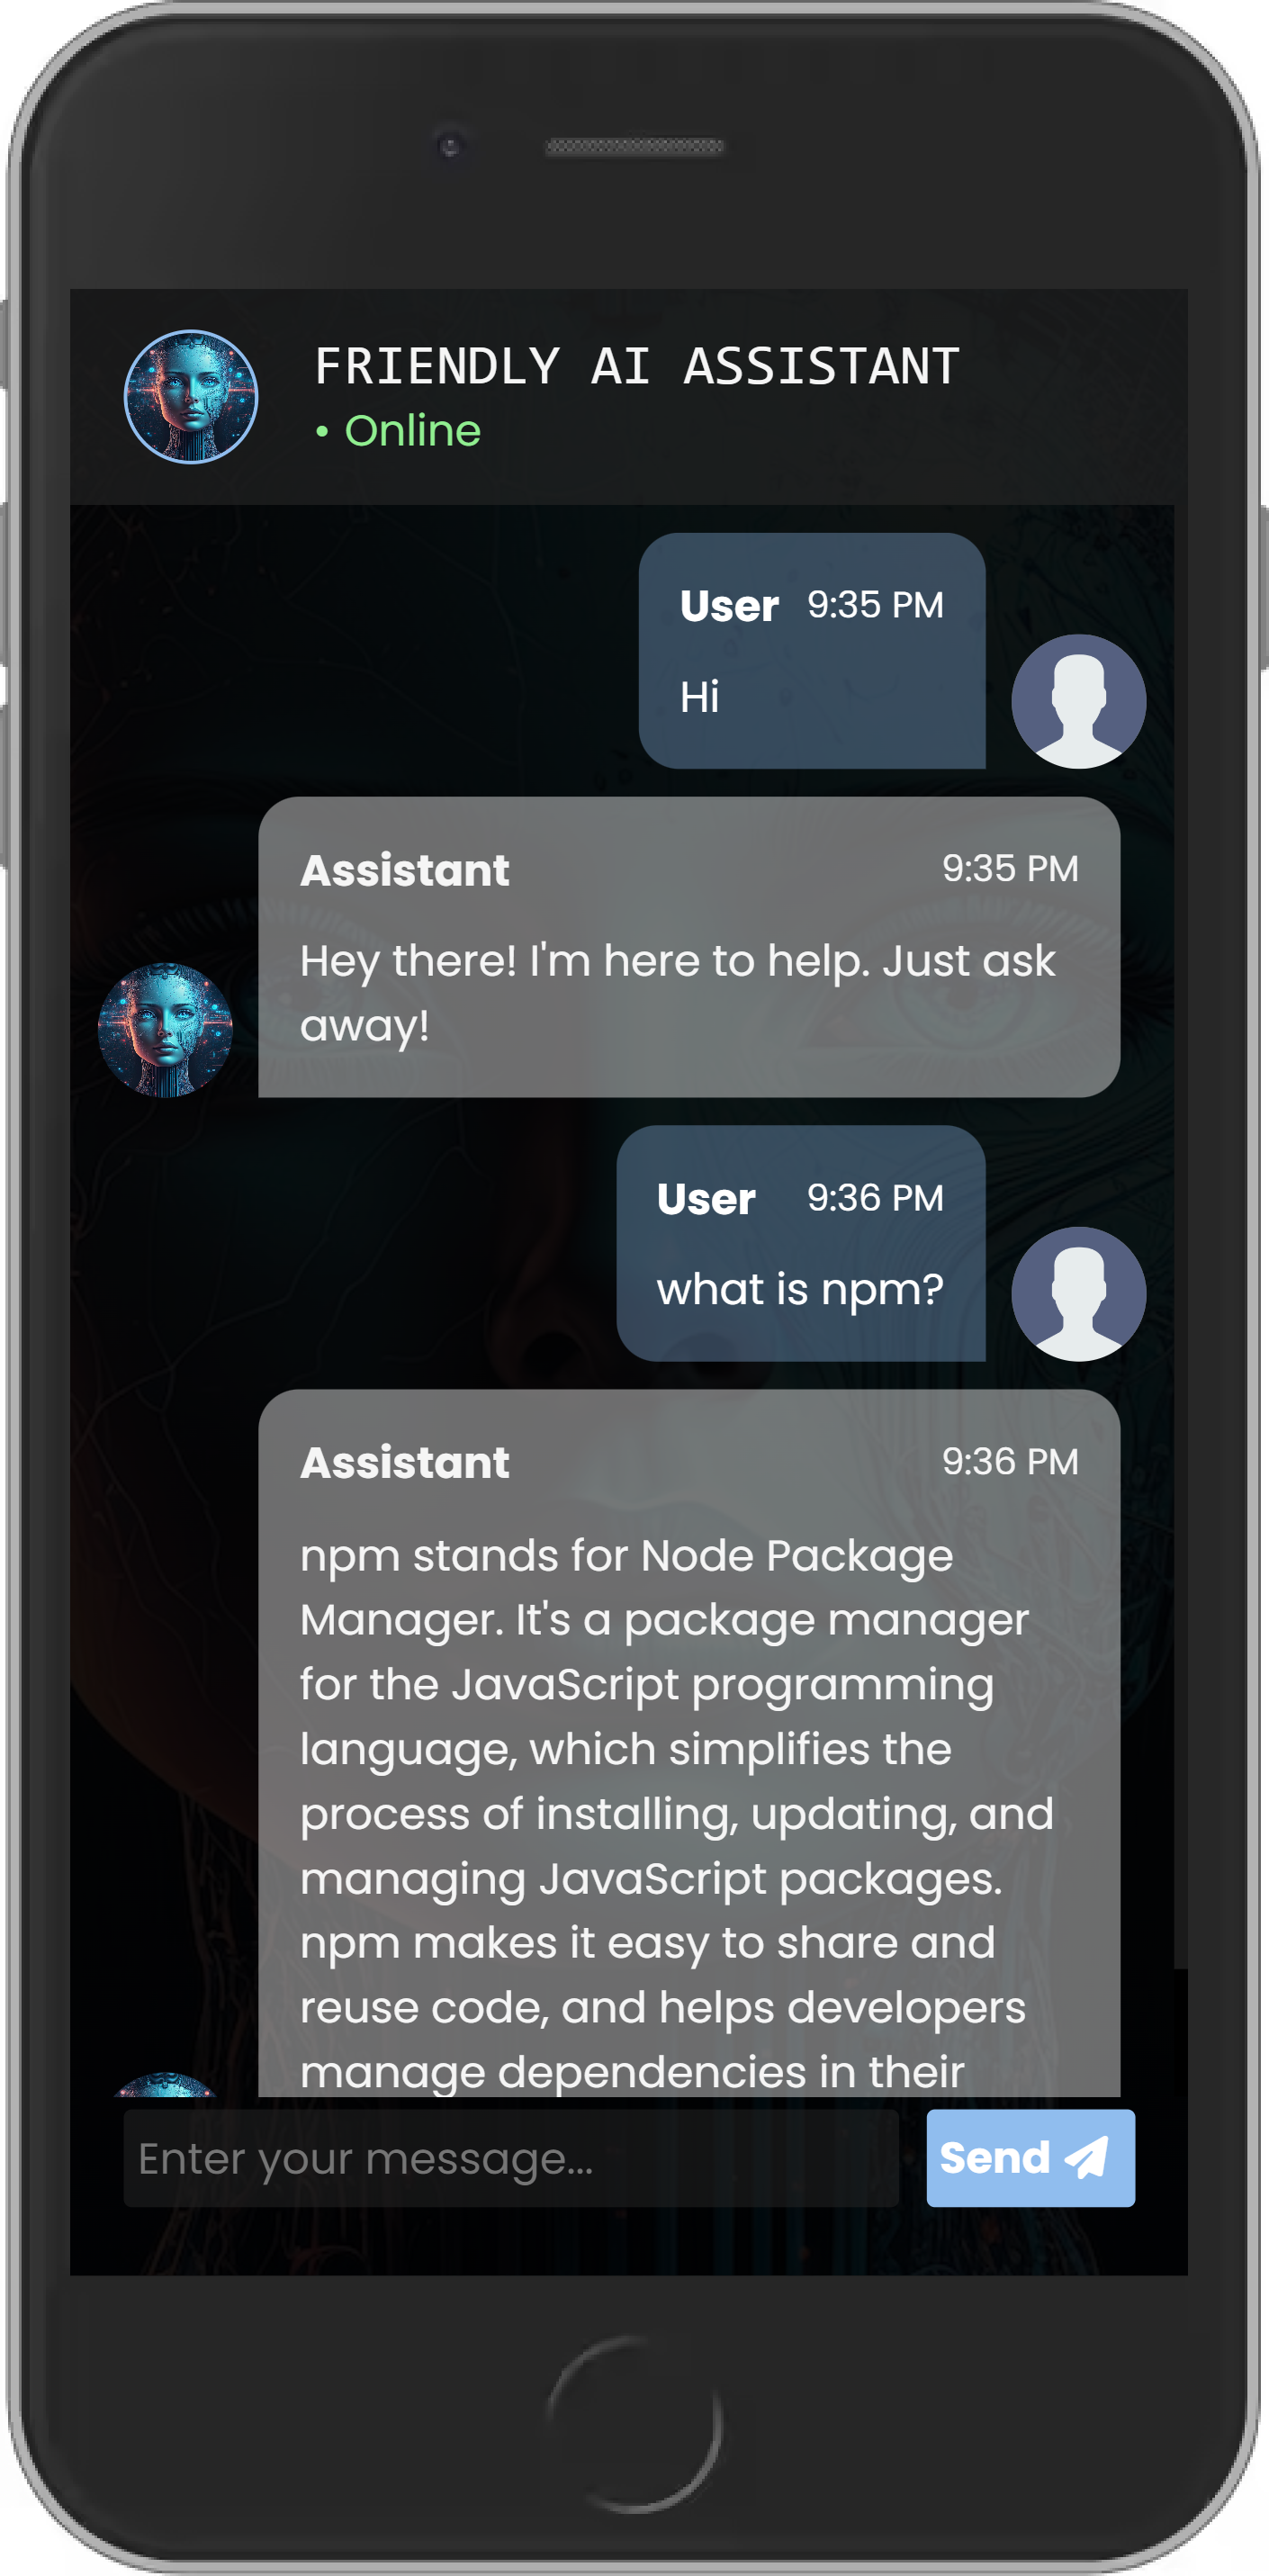 FRIENDLY AI ASSISTANT
• Online
User 9:35 PM
Hi
Assistant 9:35 PM
Hey there! I'm here to help. Just ask
away!
User 9:36 PM
what is npm?
Assistant 9:36 PM
npm stands for Node Package
Manager. It's a package manager
for the JavaScript programming
language, which simplifies the
process of installing, updating, and
managing JavaScript packages.
npm makes it easy to share and
reuse code, and helps developers
manage dependencies in their
Enter your message...
Send